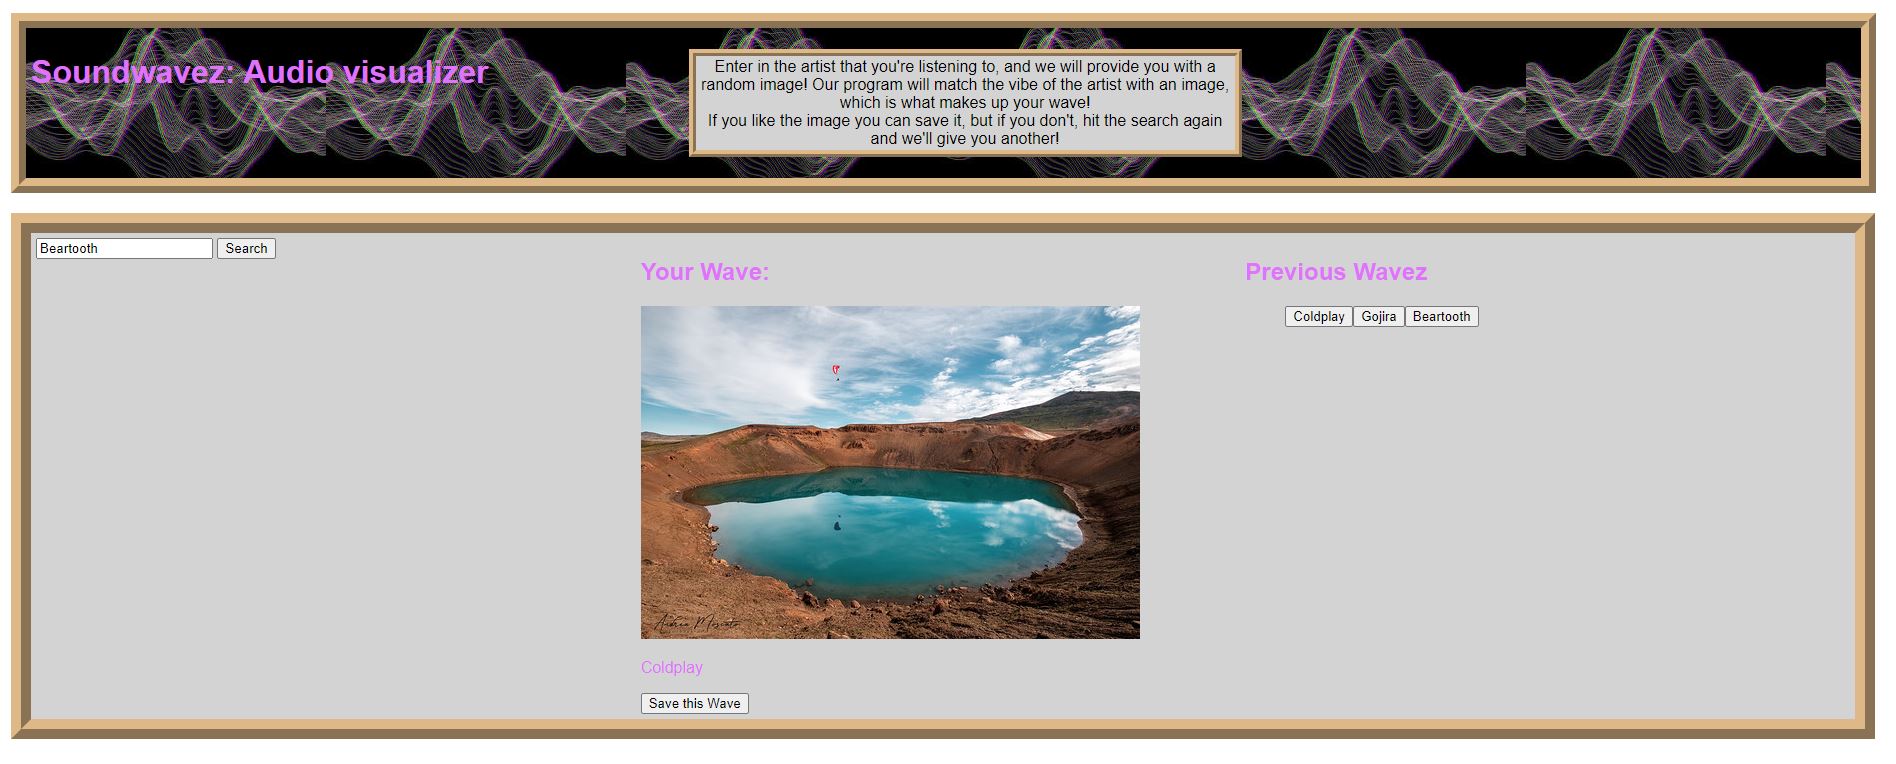 Soundwavez: Audio visualizer
Enter in the artist that you're listening to, and we will provide you with a
random image! Our program will match the vibe of the artist with an image,
which is what makes up your wave!
If you like the image you can save it, but if you don't, hit the search again
and we'll give you another!
Beartooth Search
Your Wave:
Andrea Moscato
Coldplay
Save this Wave
Previous Wavez
Coldplay Gojira Beartooth